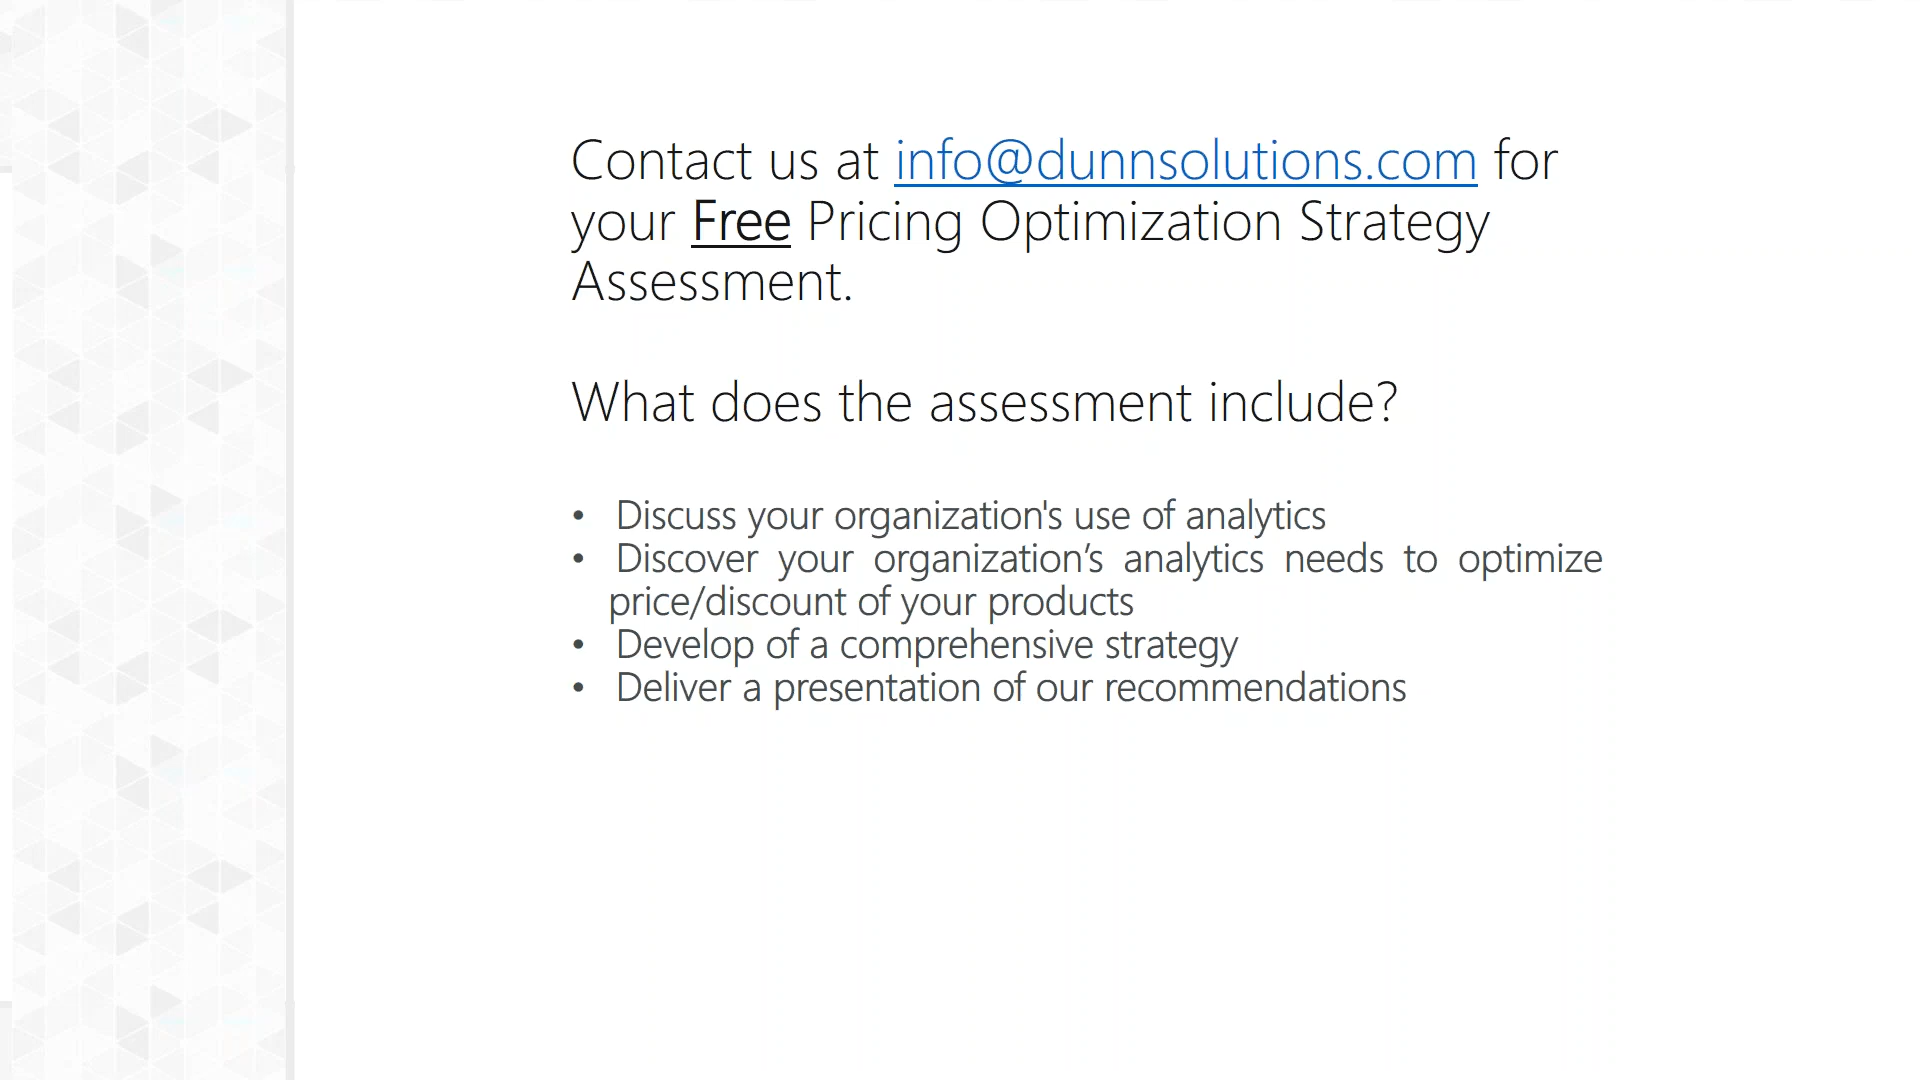 Contact us at info@dunnsolutions.com for
your Free Pricing Optimization Strategy
Assessment.
What does the assessment include?
• Discuss your organization's use of analytics
• Discover your organization’s analytics needs to optimize
price/discount of your products
• Develop of a comprehensive strategy
• Deliver a presentation of our recommendations